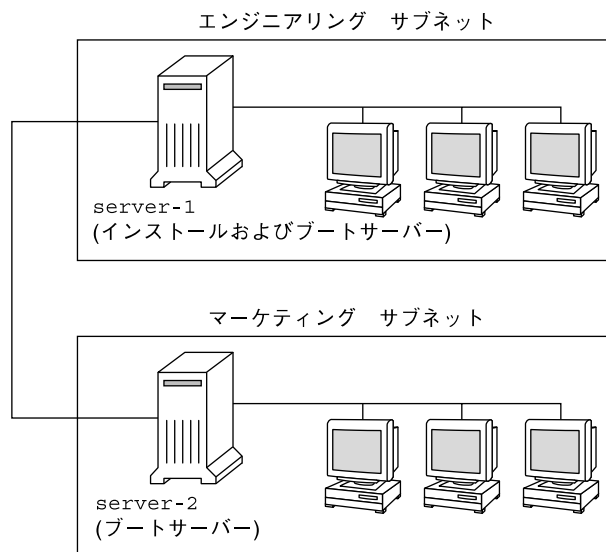 エンジニアリング　サブネット
server-1
(インストールおよびブートサーバー)
マーケティング　サブネット
server-2
(ブートサーバー)